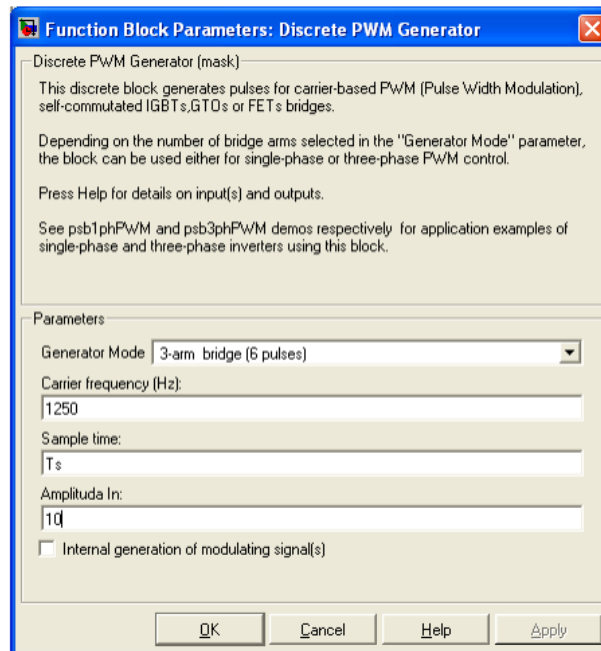 Function Block Parameters: Discrete PWM Generator
Discrete PWM Generator (mask)
This discrete block generates pulses for carrier-based PWM (Pulse Width Modulation),
self-commutated IGBTs,GTOs or FETs bridges.
Depending on the number of bridge arms selected in the "Generator Mode" parameter,
the block can be used either for single-phase or three-phase PWM control.
Press Help for details on input(s) and outputs.
See psb1phPWM and psb3phPWM demos respectively for application examples of
single-phase and three-phase inverters using this block.
Parameters
Generator Mode 3-arm bridge (6 pulses)
Carrier frequency (Hz):
1250
Sample time:
Ts
Amplituda In:
10
Internal generation of modulating signal(s)
OK Cancel Help Apply